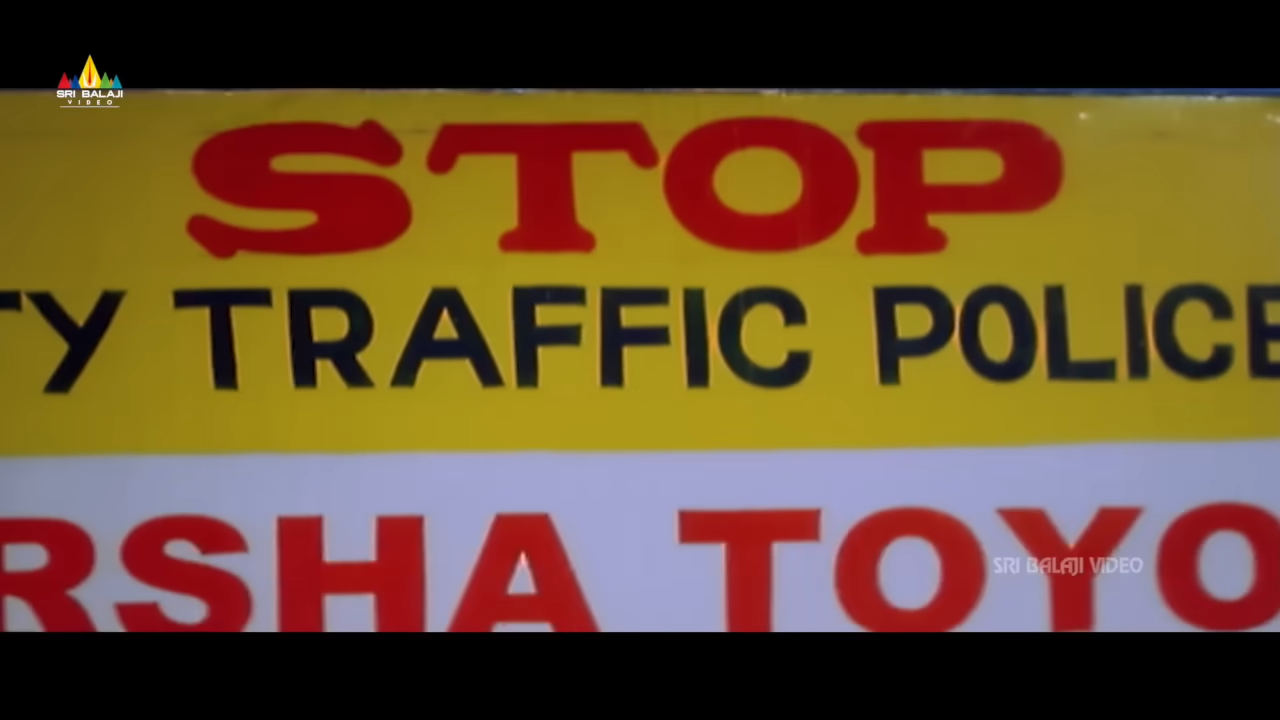 SRI BALAJI
VIDEO
STOP
TY TRAFFIC POLICE
RSHA TOYO
SRI BALAJI VIDEO